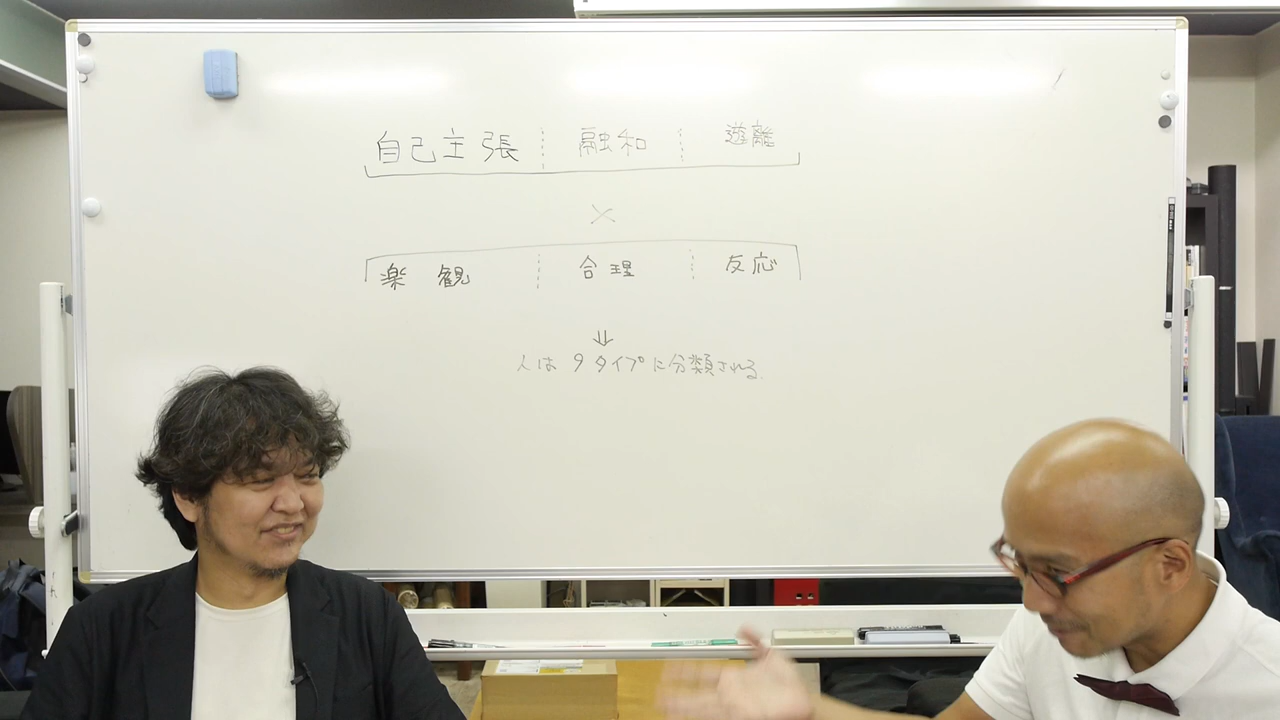 自己主張 融和 遊離
×
楽観 合理 反応
⇓
人は9タイプに分類される.